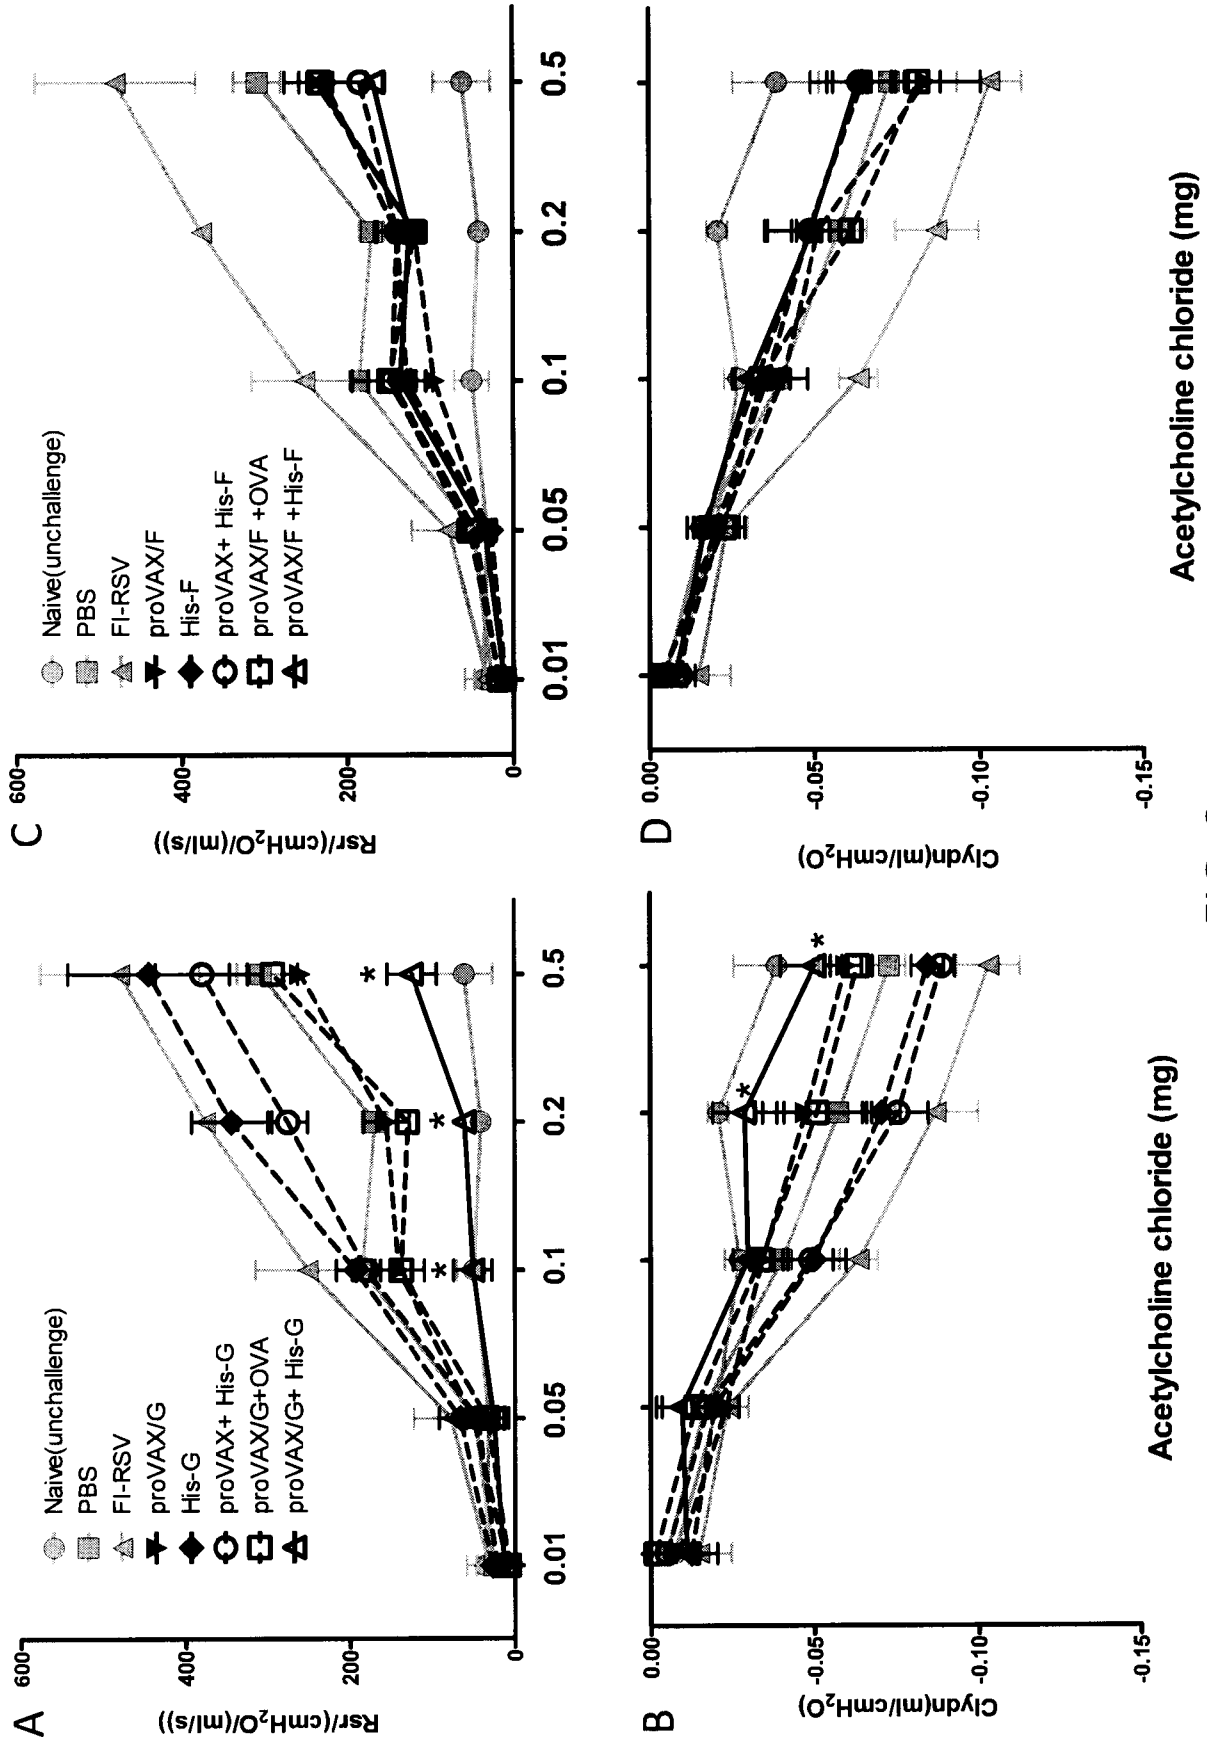 A
600
400
200
0
Rsr/(cmH₂O/(ml/s))
Naive(unchallenge)
PBS
FI-RSV
proVAX/G
His-G
proVAX+ His-G
proVAX/G+OVA
proVAX/G+ His-G
*
*
*
0.01
0.05
0.1
0.2
0.5
B
0.00
-0.05
-0.10
-0.15
Clydn(ml/cmH₂O)
*
*
Acetylcholine chloride (mg)
C
600
400
200
0
Rsr/(cmH₂O/(ml/s))
Naive(unchallenge)
PBS
FI-RSV
proVAX/F
His-F
proVAX+ His-F
proVAX/F +OVA
proVAX/F +His-F
0.01
0.05
0.1
0.2
0.5
D
0.00
-0.05
-0.10
-0.15
Clydn(ml/cmH₂O)
Acetylcholine chloride (mg)